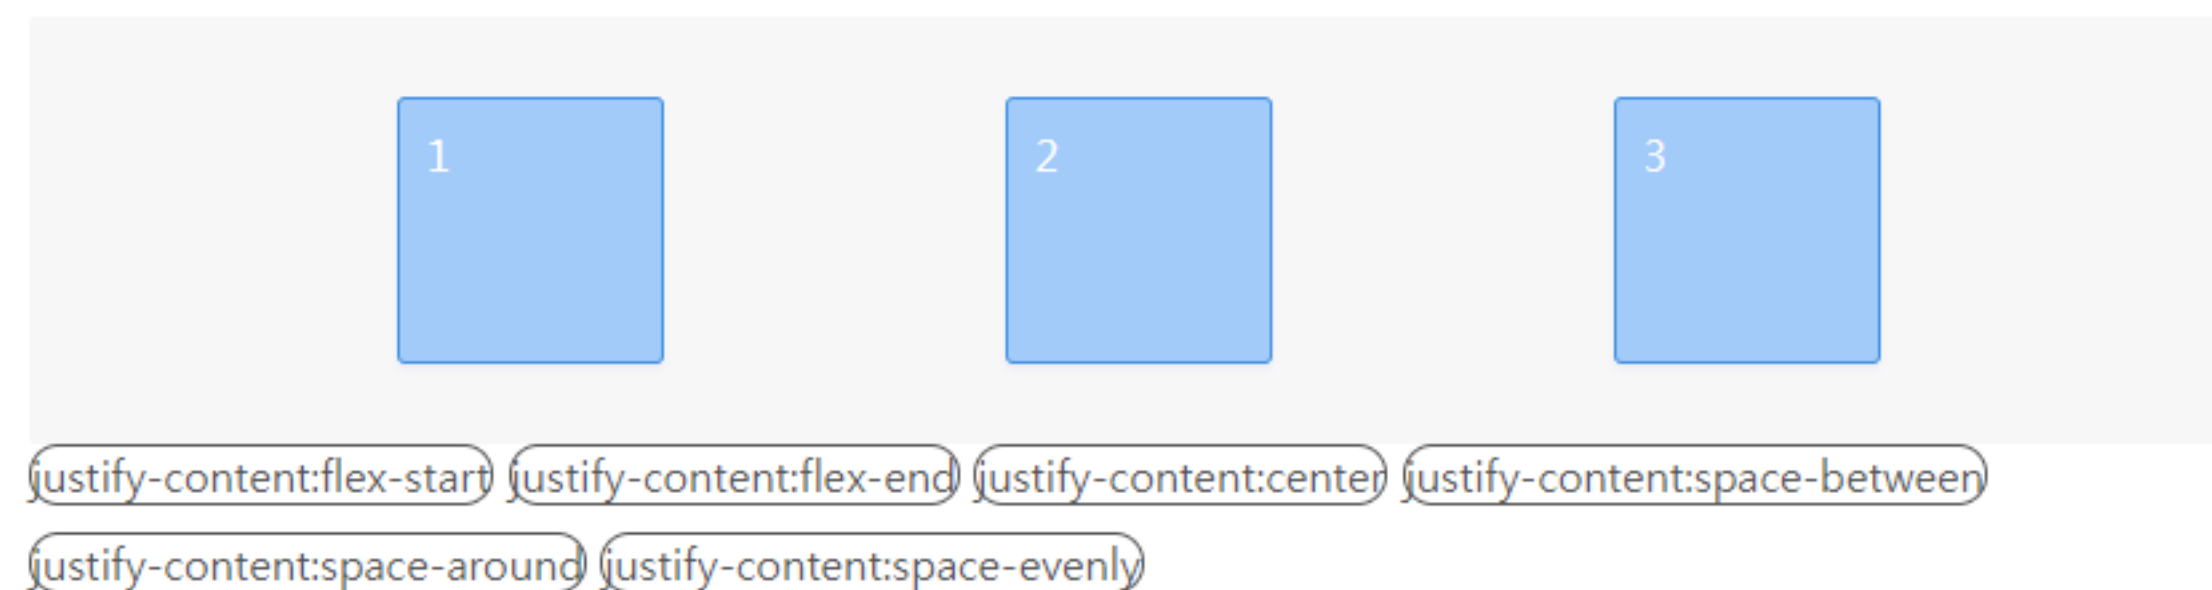 1 2 3
justify-content:flex-start justify-content:flex-end justify-content:center justify-content:space-between
justify-content:space-around justify-content:space-evenly